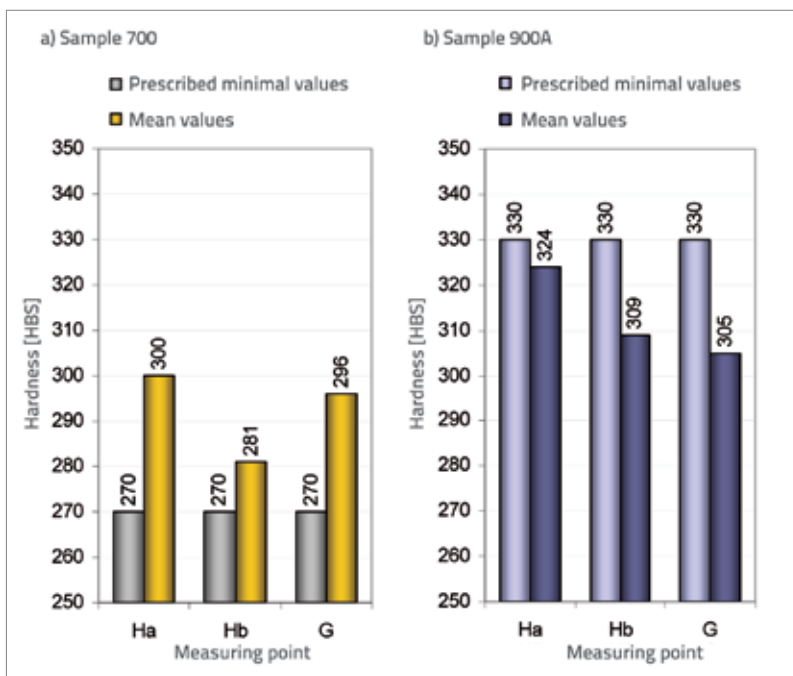 a) Sample 700
Prescribed minimal values
Mean values
Hardness [HBS]
350
340
330
320
310
300
290
280
270
260
250
270
300
270
281
270
296
Ha
Hb
G
Measuring point
b) Sample 900A
Prescribed minimal values
Mean values
Hardness [HBS]
350
340
330
320
310
300
290
280
270
260
250
330
324
330
309
330
305
Ha
Hb
G
Measuring point